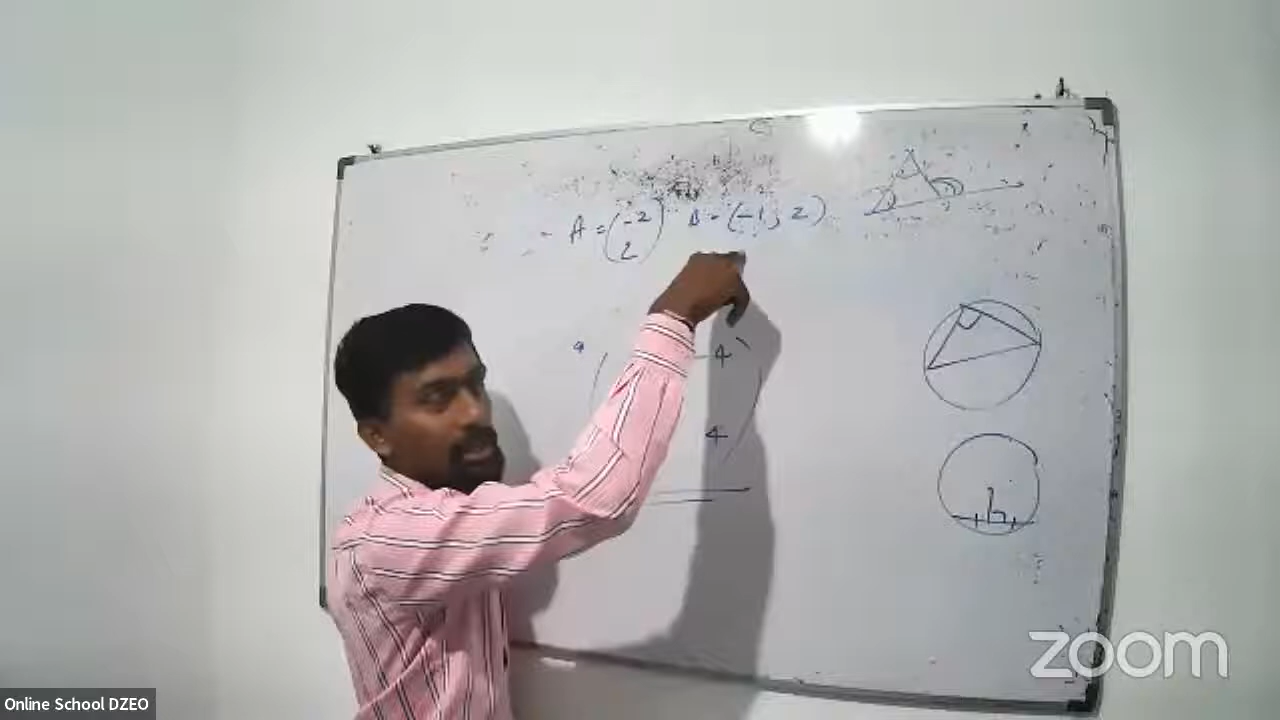 A = (-2
2) B = (-1, 2)
- 4
4
zoom
Online School DZEO